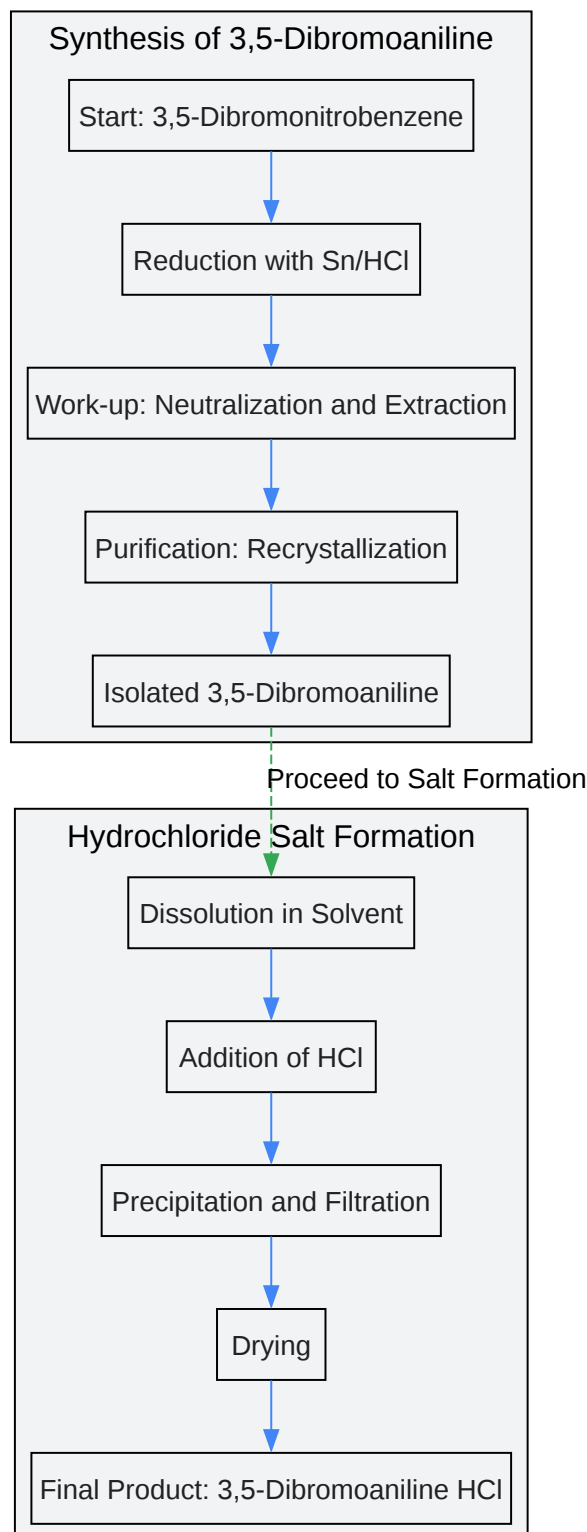 Synthesis of 3,5-Dibromoaniline
Start: 3,5-Dibromonitrobenzene
Reduction with Sn/HCl
Work-up: Neutralization and Extraction
Purification: Recrystallization
Isolated 3,5-Dibromoaniline
Proceed to Salt Formation
Hydrochloride Salt Formation
Dissolution in Solvent
Addition of HCl
Precipitation and Filtration
Drying
Final Product: 3,5-Dibromoaniline HCl